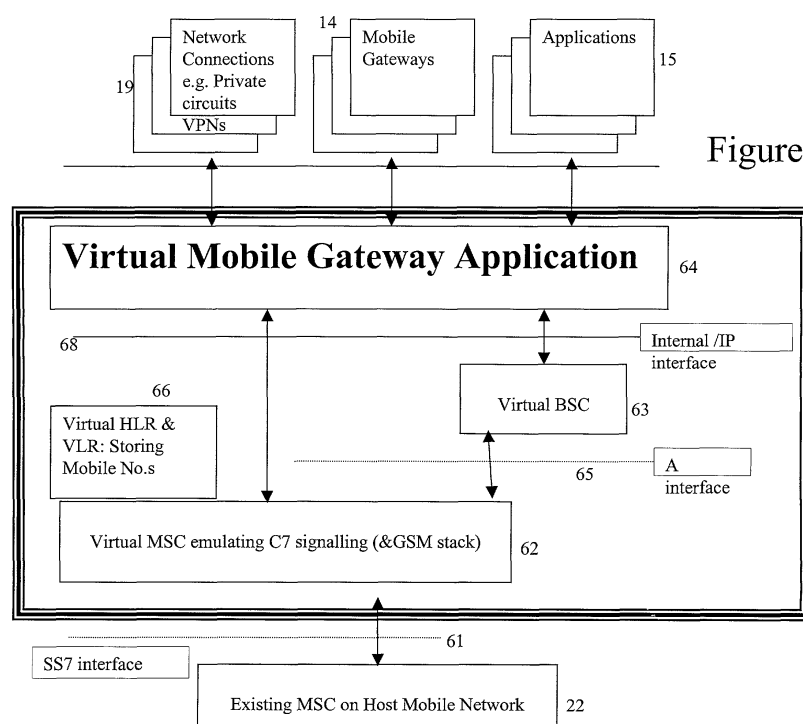 Network
Connections
e.g. Private
circuits
VPNs
19
14
Mobile
Gateways
Applications
15
Figure
Virtual Mobile Gateway Application
64
68
Internal /IP
interface
66
Virtual BSC
63
Virtual HLR &
VLR: Storing
Mobile No.s
65
A
interface
Virtual MSC emulating C7 signalling (&GSM stack)
62
61
SS7 interface
Existing MSC on Host Mobile Network
22